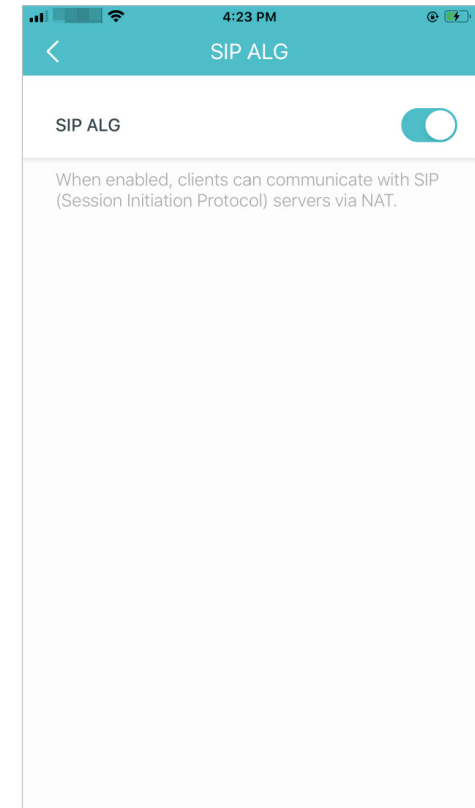 4:23 PM
SIP ALG
SIP ALG
When enabled, clients can communicate with SIP
(Session Initiation Protocol) servers via NAT.